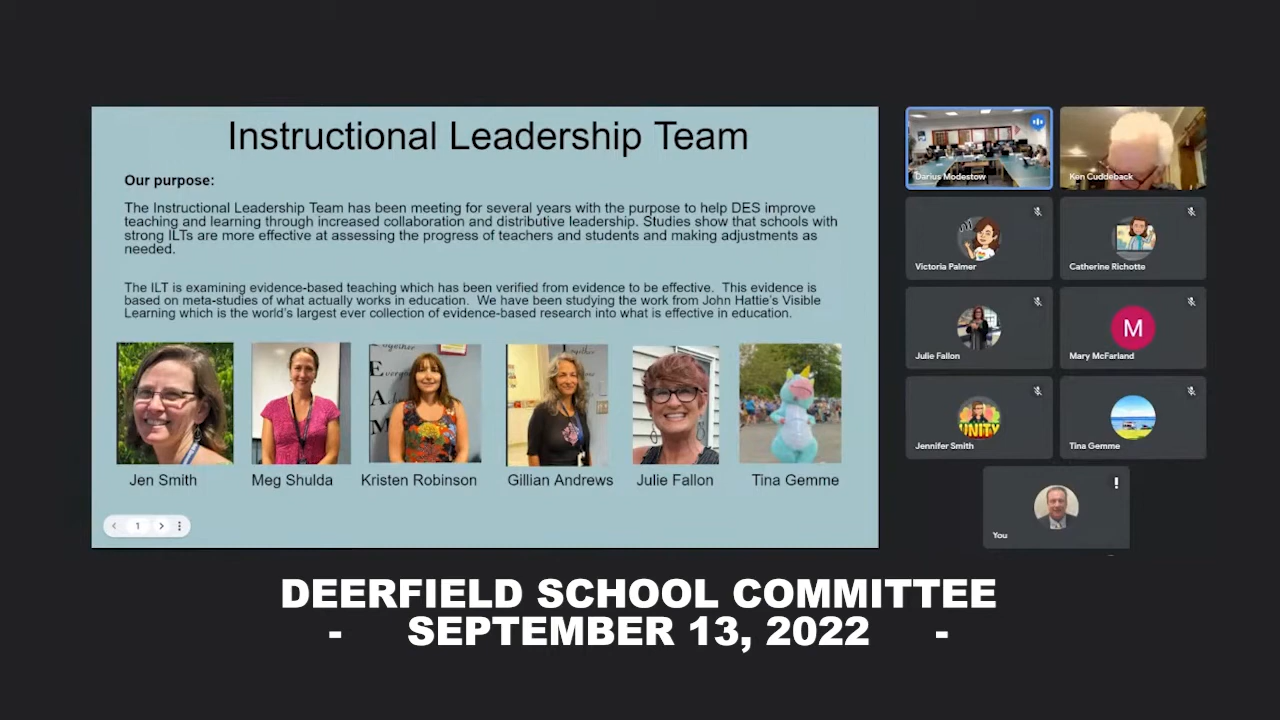 Instructional Leadership Team
Our purpose:
The Instructional Leadership Team has been meeting for several years with the purpose to help DES improve
teaching and learning through increased collaboration and distributive leadership. Studies show that schools with
strong ILTs are more effective at assessing the progress of teachers and students and making adjustments as
needed.
The ILT is examining evidence-based teaching which has been verified from evidence to be effective. This evidence is
based on meta-studies of what actually works in education. We have been studying the work from John Hattie's Visible
Learning which is the world's largest ever collection of evidence-based research into what is effective in education.
Jen Smith
Meg Shulda
Kristen Robinson
Gillian Andrews
Julie Fallon
Tina Gemme
1
Darius Modestow
Ken Cuddeback
Victoria Palmer
Catherine Richotte
Julie Fallon
M
Mary McFarland
UNITY
Jennifer Smith
Tina Gemme
You
DEERFIELD SCHOOL COMMITTEE
- SEPTEMBER 13, 2022 -